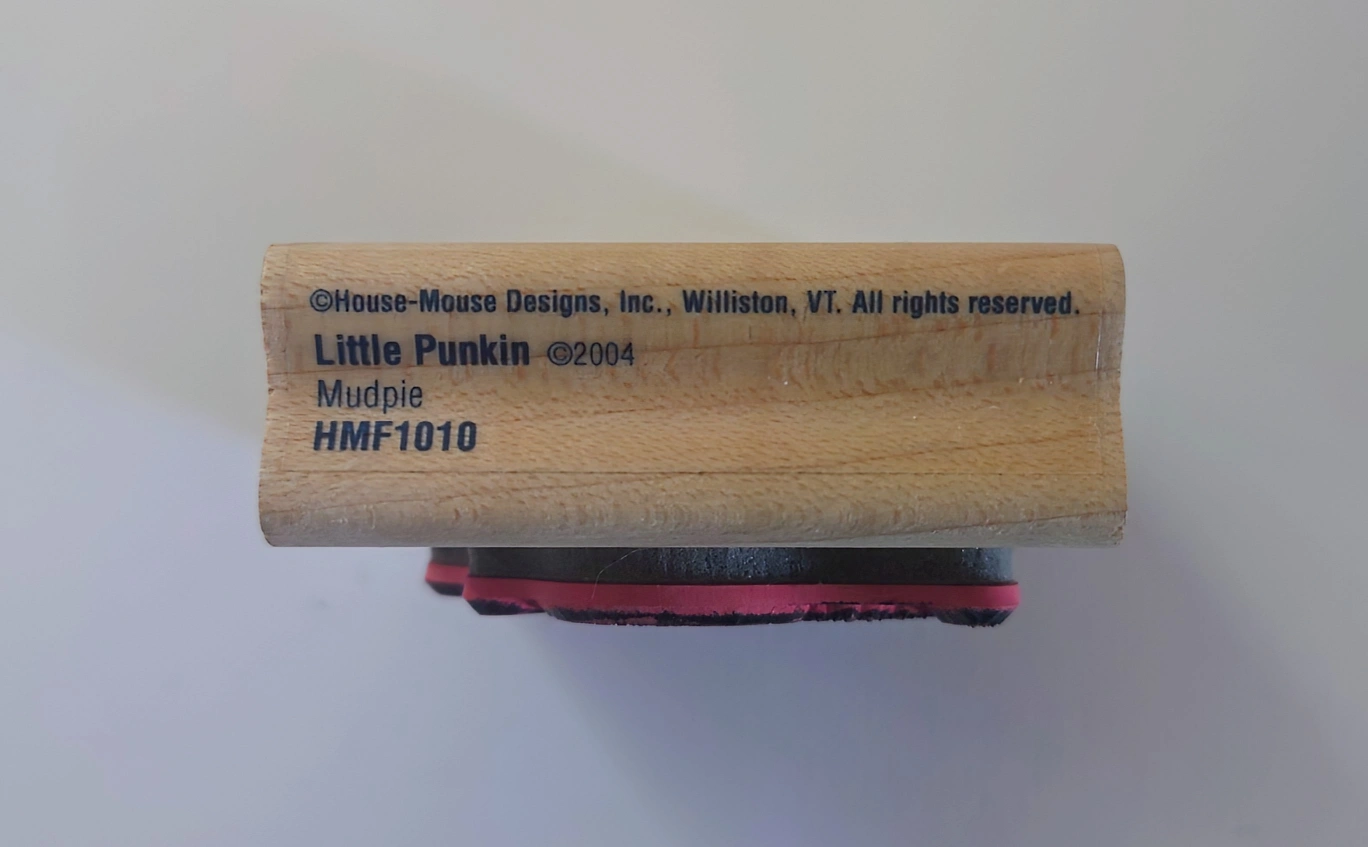 ©House-Mouse Designs, Inc., Williston, VT. All rights reserved.
Little Punkin ©2004
Mudpie
HMF1010